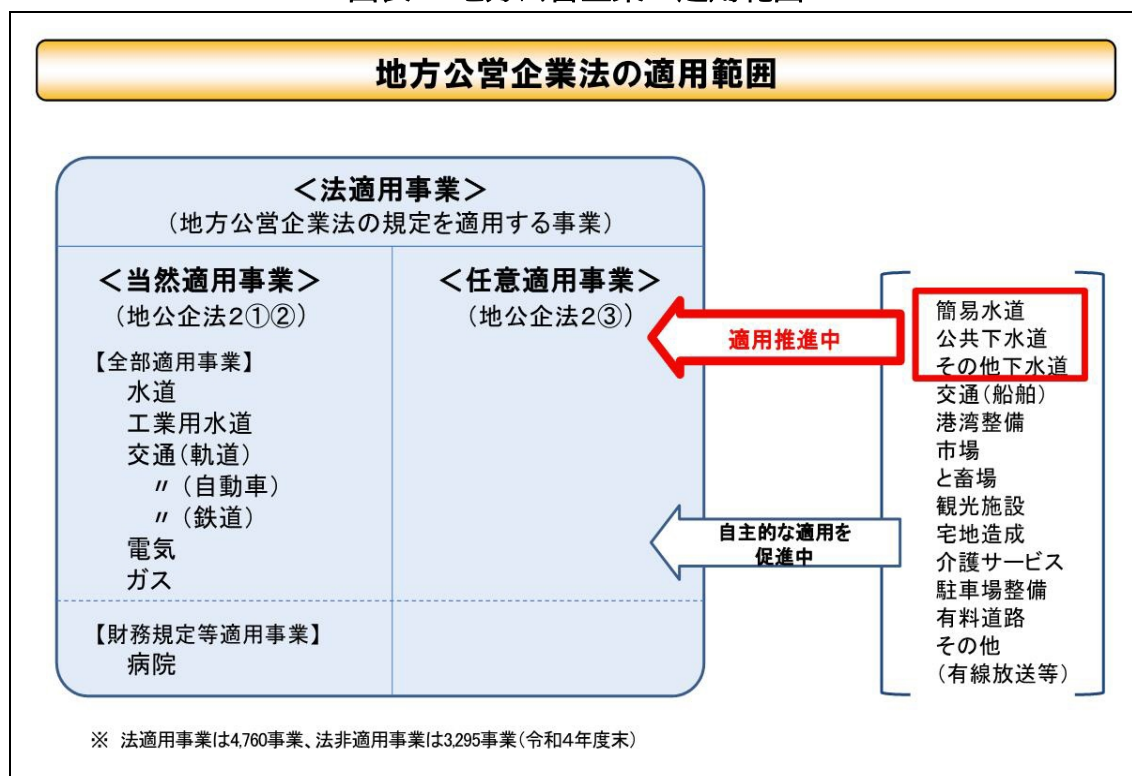 地方公営企業法の適用範囲
＜法適用事業＞
（地方公営企業法の規定を適用する事業）
＜当然適用事業＞
（地公企法2①②）
【全部適用事業】
水道
工業用水道
交通（軌道）
〃（自動車）
〃（鉄道）
電気
ガス
【財務規定等適用事業】
病院
＜任意適用事業＞
（地公企法2③）
適用推進中
自主的な適用を
促進中
簡易水道
公共下水道
その他下水道
交通（船舶）
港湾整備
市場
と畜場
観光施設
宅地造成
介護サービス
駐車場整備
有料道路
その他
（有線放送等）
※ 法適用事業は4,760事業、法非適用事業は3,295事業（令和4年度末）